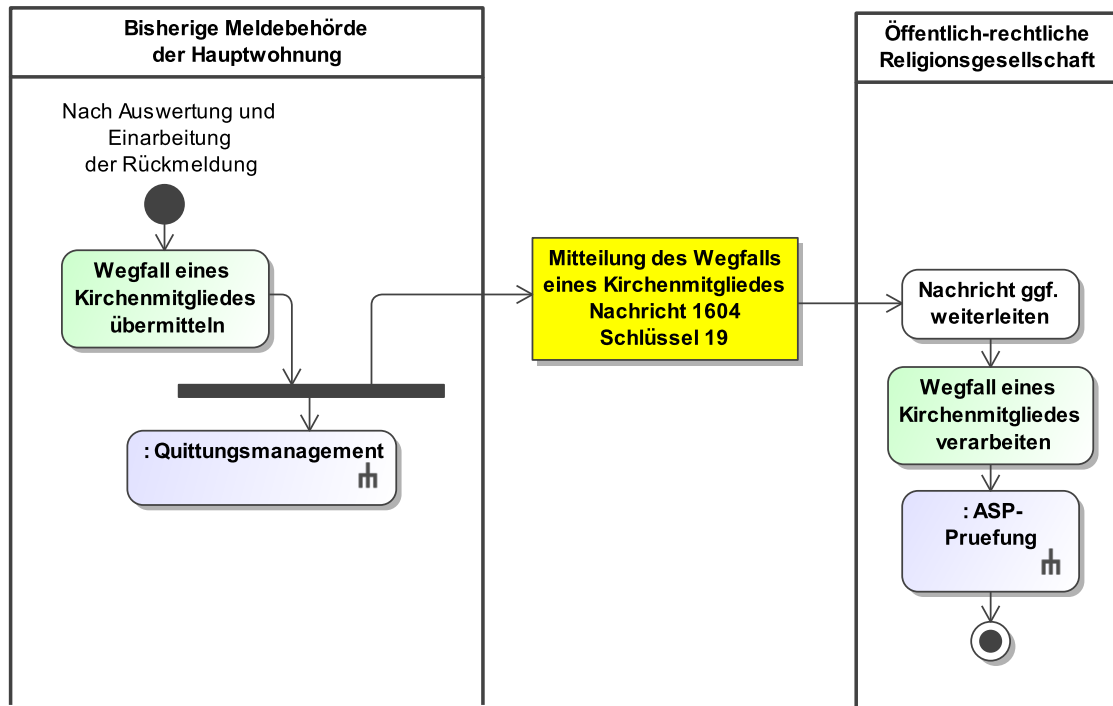 Bisherige Meldebehörde
der Hauptwohnung
Nach Auswertung und
Einarbeitung
der Rückmeldung
Wegfall eines
Kirchenmitgliedes
übermitteln
: Quittungsmanagement
Mitteilung des Wegfalls
eines Kirchenmitgliedes
Nachricht 1604
Schlüssel 19
Öffentlich-rechtliche
Religionsgesellschaft
Nachricht ggf.
weiterleiten
Wegfall eines
Kirchenmitgliedes
verarbeiten
: ASP-
Pruefung